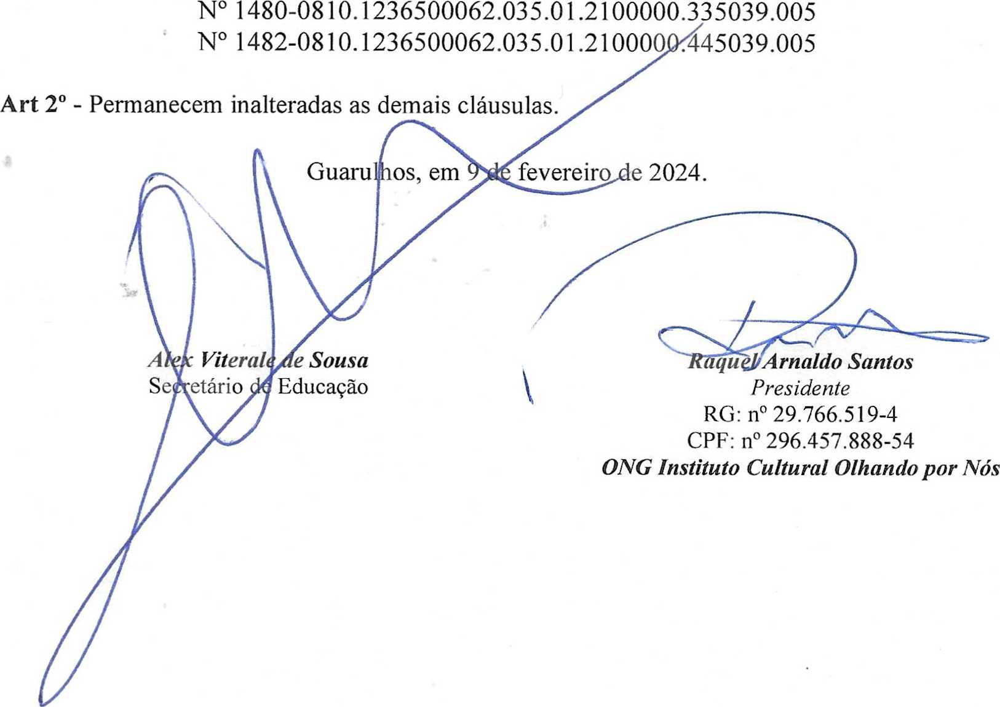 Nº 1480-0810.1236500062.035.01.2100000.335039.005
Nº 1482-0810.1236500062.035.01.2100000.445039.005
Art 2º - Permanecem inalteradas as demais cláusulas.
Guarulhos, em 9 de fevereiro de 2024.
Alex Viterale de Sousa
Secretário de Educação
Raquel Arnaldo Santos
Presidente
RG: nº 29.766.519-4
CPF: nº 296.457.888-54
ONG Instituto Cultural Olhando por Nós